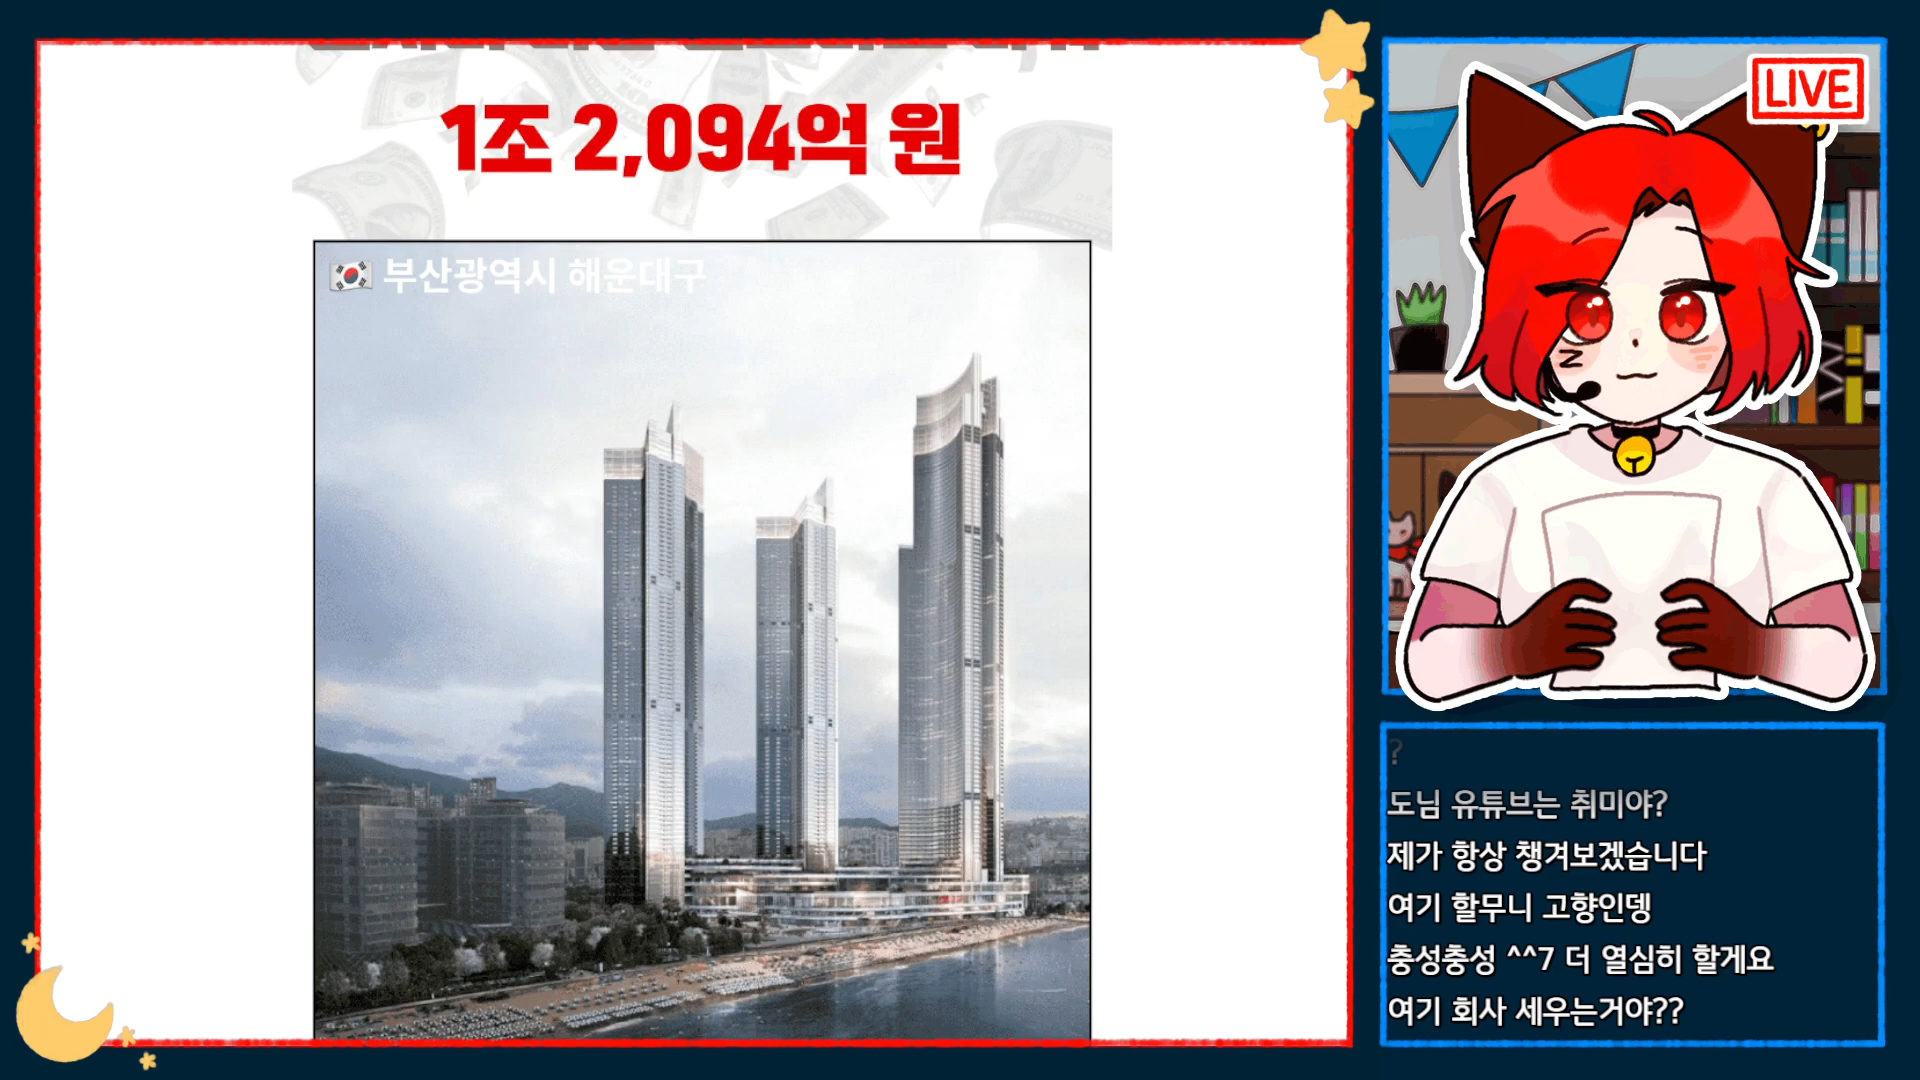 1조 2,094억 원
부산광역시 해운대구
LIVE
?
도님 유튜브는 취미야?
제가 항상 챙겨보겠습니다
여기 할무니 고향인뎅
충성충성 ^^7 더 열심히 할게요
여기 회사 세우는거야??